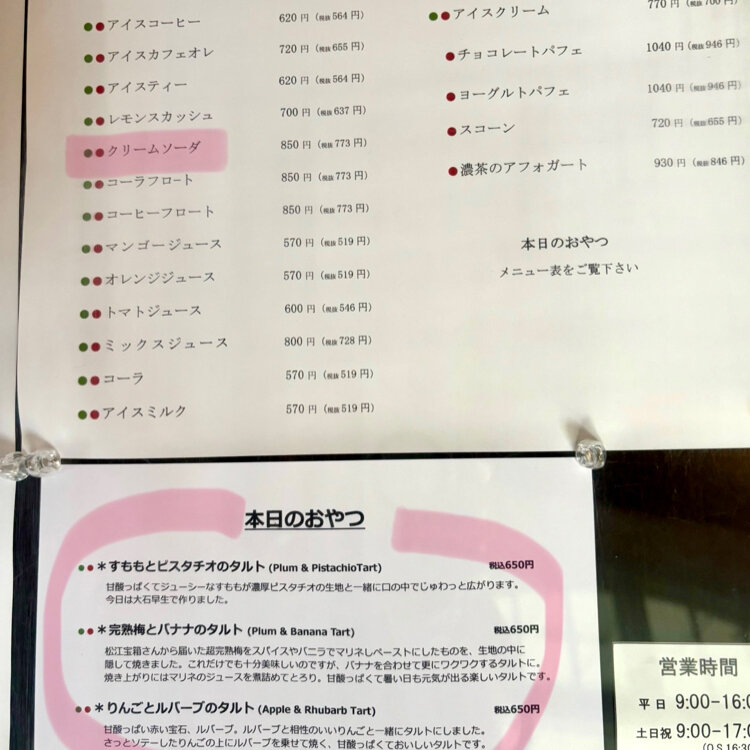 アイスコーヒー 620円（税抜564円）
アイスカフェオレ 720円（税抜655円）
アイスティー 620円（税抜564円）
レモンスカッシュ 700円（税抜637円）
クリームソーダ 850円（税抜773円）
コーラフロート 850円（税抜773円）
コーヒーフロート 850円（税抜773円）
マンゴージュース 570円（税抜519円）
オレンジジュース 570円（税抜519円）
トマトジュース 600円（税抜546円）
ミックスジュース 800円（税抜728円）
コーラ 570円（税抜519円）
アイスミルク 570円（税抜519円）
アイスクリーム 770円（税抜700円）
チョコレートパフェ 1040円（税抜946円）
ヨーグルトパフェ 1040円（税抜946円）
スコーン 720円（税抜655円）
濃茶のアフォガート 930円（税抜846円）
本日のおやつ
メニュー表をご覧下さい
本日のおやつ
＊すももとピスタチオのタルト (Plum & PistachioTart) 税込650円
甘酸っぱくてジューシーなすももが濃厚ピスタチオの生地と一緒に口の中でじゅわっと広がります。
今日は大石早生で作りました。
＊完熟梅とバナナのタルト (Plum & Banana Tart) 税込650円
松江宝箱さんから届いた超完熟梅をスパイスやバニラでマリネしペーストにしたものを、生地の中に
隠して焼きました。これだけでも十分美味しいのですが、バナナを合わせて更にワクワクするタルトに。
焼き上がりにはマリネのジュースを煮詰めてとろり。甘酸っぱくて暑い日も元気が出る楽しいタルトです。
＊りんごとルバーブのタルト (Apple & Rhubarb Tart) 税込650円
甘酸っぱい赤い宝石、ルバーブ。ルバーブと相性のいいりんごと一緒にタルトにしました。
さっとソテーしたりんごの上にルバーブを乗せて焼く、甘酸っぱくておいしいタルトです。
営業時間
平日 9:00-16:0
土日祝 9:00-17:0